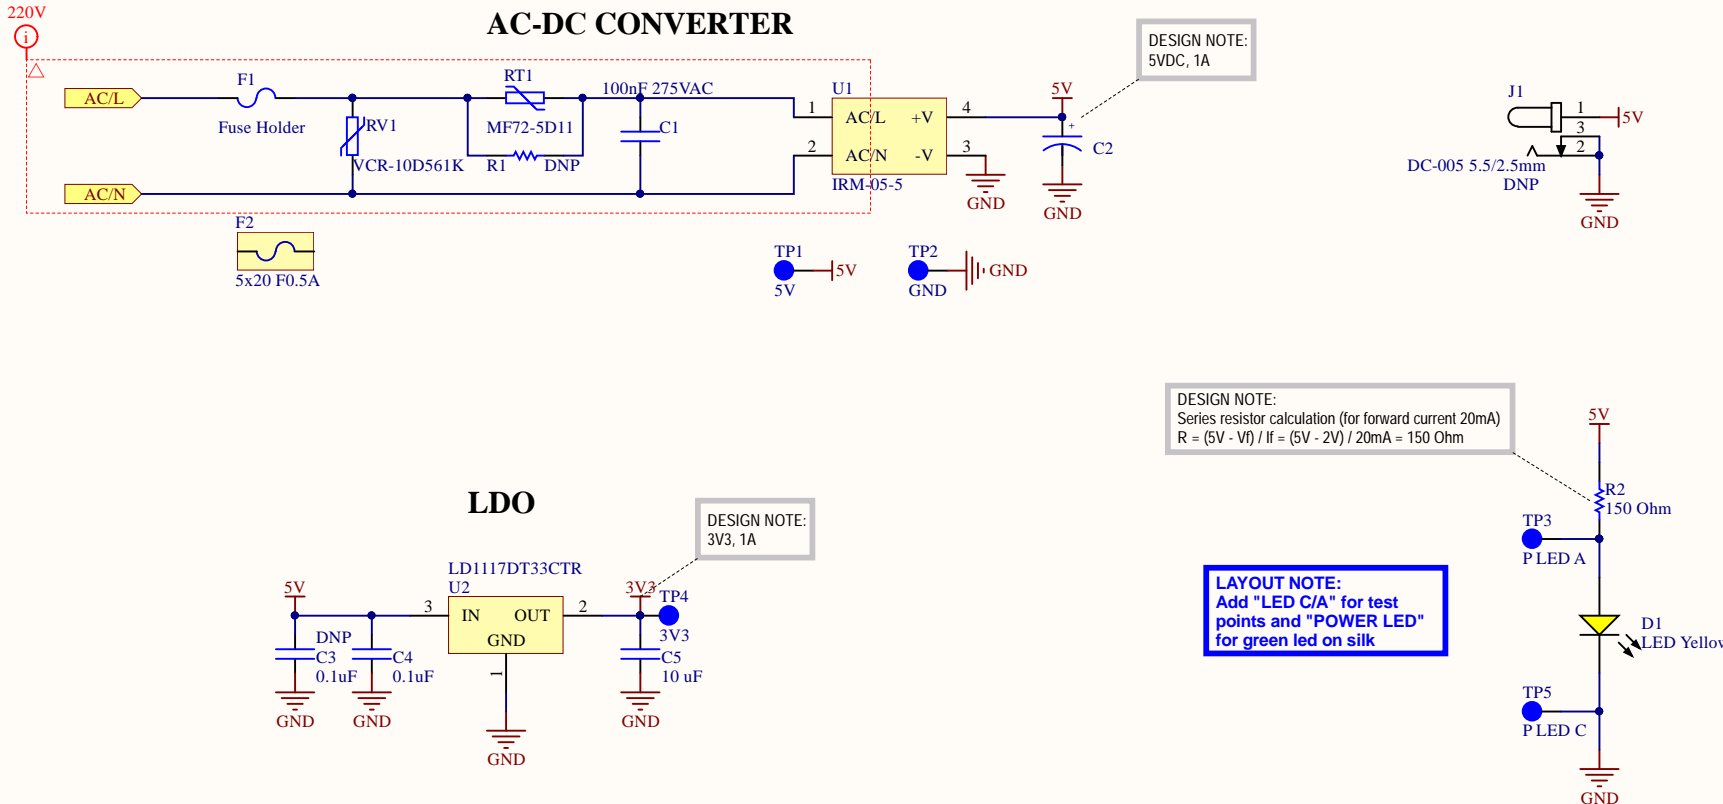 220V
i
AC-DC CONVERTER
DESIGN NOTE:
5VDC, 1A
AC/L
F1
Fuse Holder
RV1
VCR-10D561K
RT1
MF72-5D11
R1
DNP
100nF 275VAC
C1
AC/N
U1
1
AC/L
+V
4
2
AC/N
-V
3
IRM-05-5
GND
5V
+
C2
GND
J1
1
5V
3
2
DC-005 5.5/2.5mm
DNP
GND
F2
5x20 F0.5A
TP1
5V
5V
TP2
GND
GND
DESIGN NOTE:
Series resistor calculation (for forward current 20mA)
R = (5V - Vf) / If = (5V - 2V) / 20mA = 150 Ohm
5V
R2
150 Ohm
TP3
P LED A
LAYOUT NOTE:
Add "LED C/A" for test
points and "POWER LED"
for green led on silk
D1
LED Yellow
TP5
P LED C
GND
LDO
DESIGN NOTE:
3V3, 1A
LD1117DT33CTR
U2
5V
3
IN
OUT
2
GND
1
3V3
TP4
3V3
DNP
C3
0.1uF
C4
0.1uF
C5
10 uF
GND
GND
GND
GND